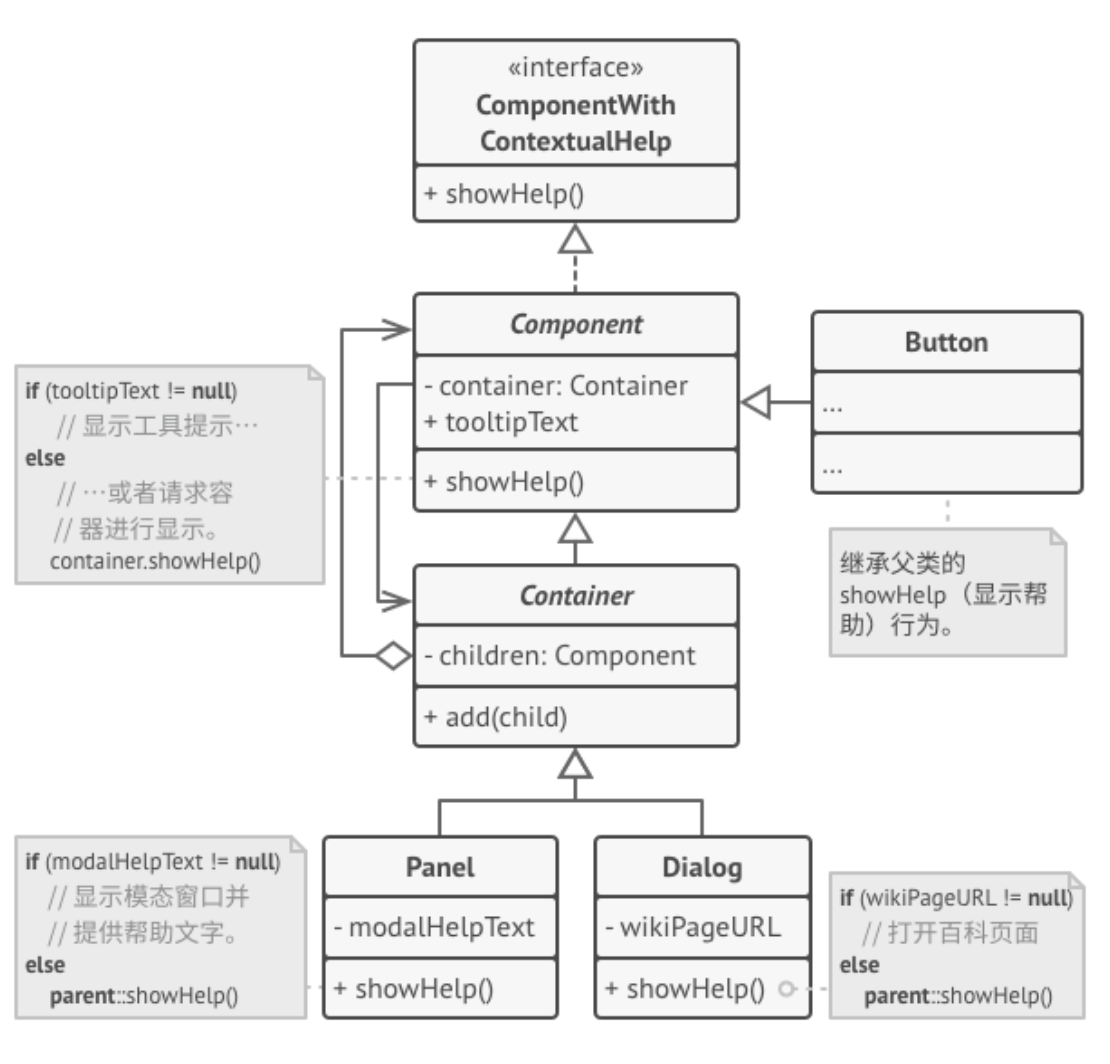 «interface»
ComponentWith
ContextualHelp
+ showHelp()
Component
- container: Container
+ tooltipText
+ showHelp()
Button
...
...
if (tooltipText != null)
// 显示工具提示…
else
// …或者请求容
// 器进行显示。
container.showHelp()
继承父类的
showHelp（显示帮
助）行为。
Container
- children: Component
+ add(child)
if (modalHelpText != null)
// 显示模态窗口并
// 提供帮助文字。
else
parent::showHelp()
Panel
- modalHelpText
+ showHelp()
Dialog
- wikiPageURL
+ showHelp()
if (wikiPageURL != null)
// 打开百科页面
else
parent::showHelp()